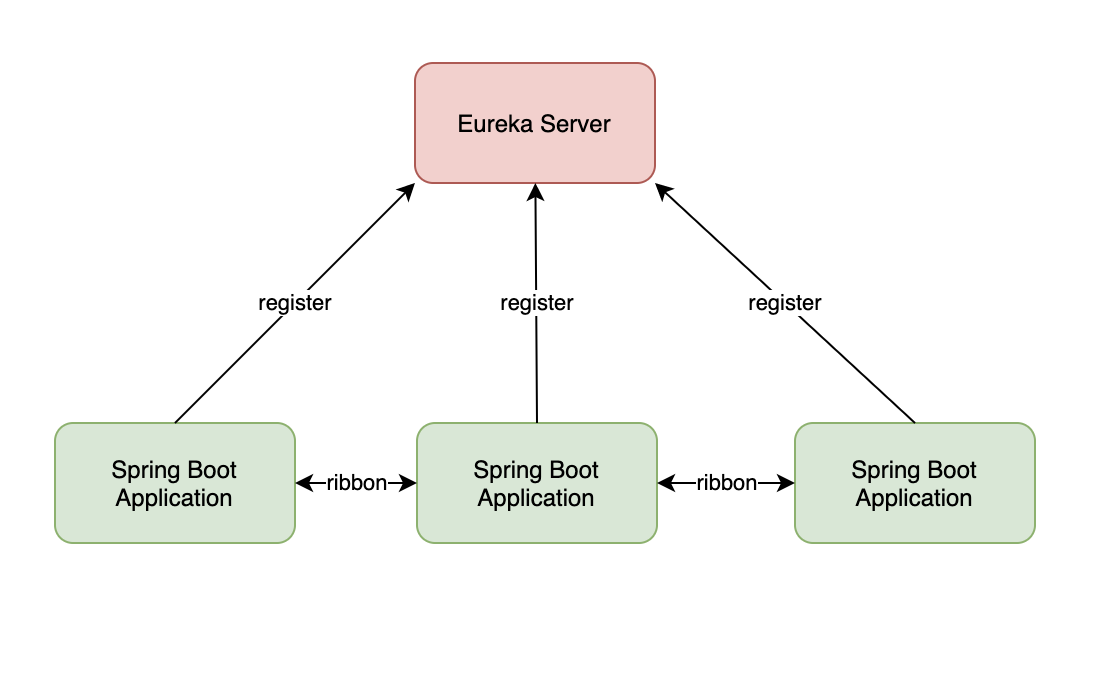 Eureka Server
register
register
register
Spring Boot
Application
ribbon
Spring Boot
Application
ribbon
Spring Boot
Application